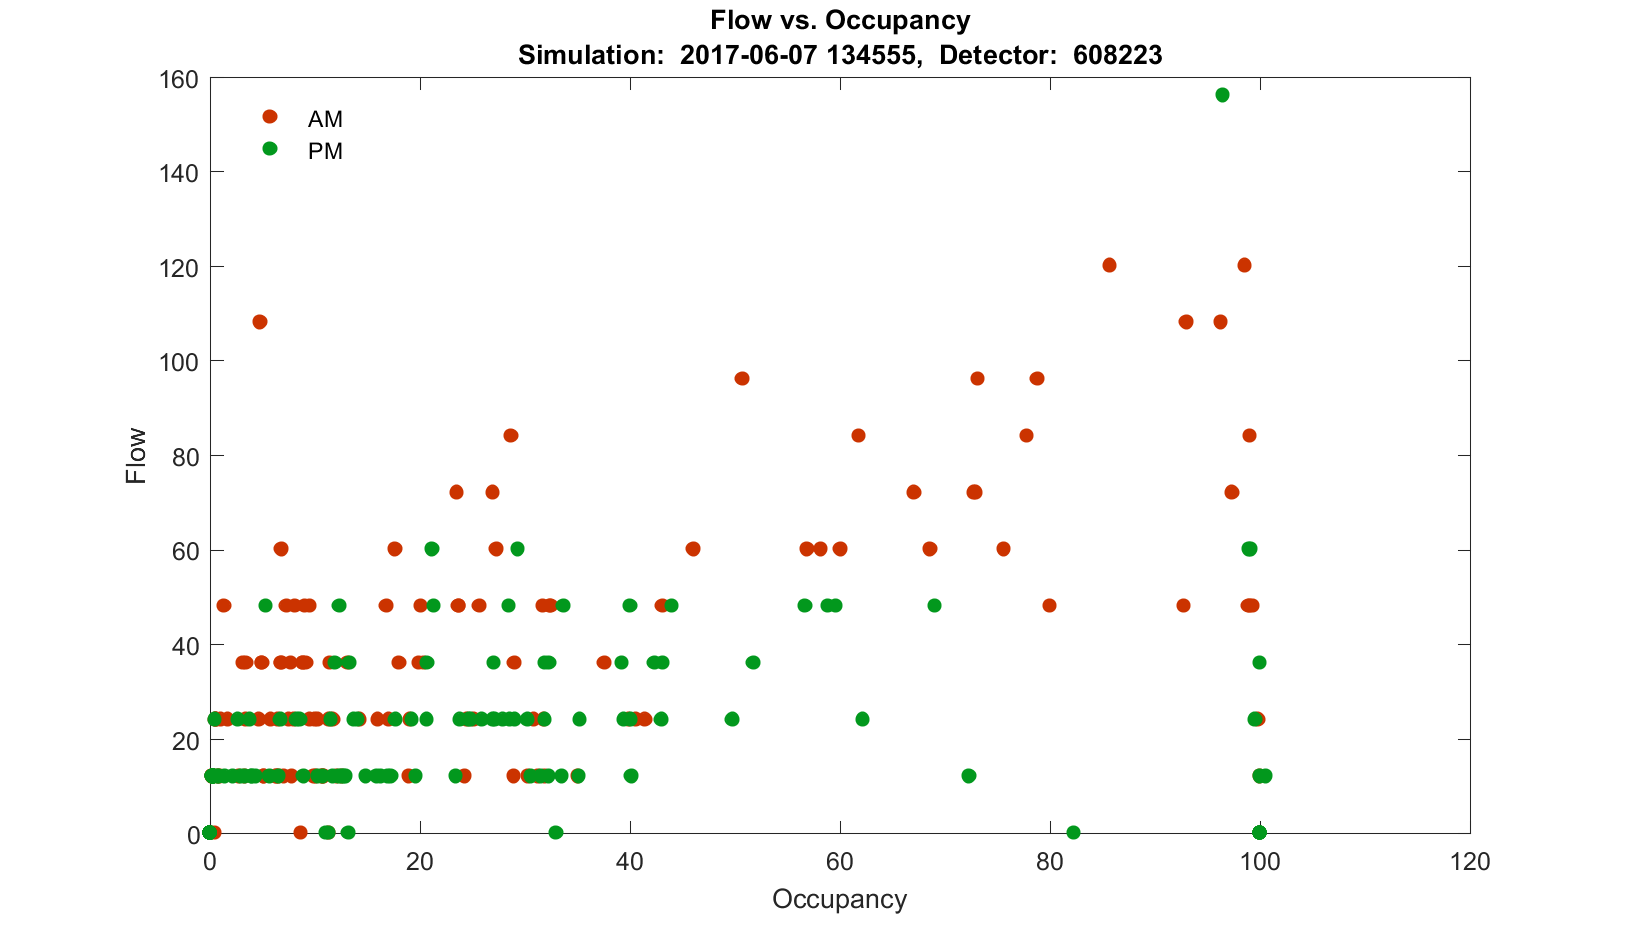 Flow vs. Occupancy
Simulation:  2017-06-07 134555,  Detector:  608223
160
140
120
100
80
60
40
20
0
AM
PM
Flow
0 20 40 60 80 100 120
Occupancy